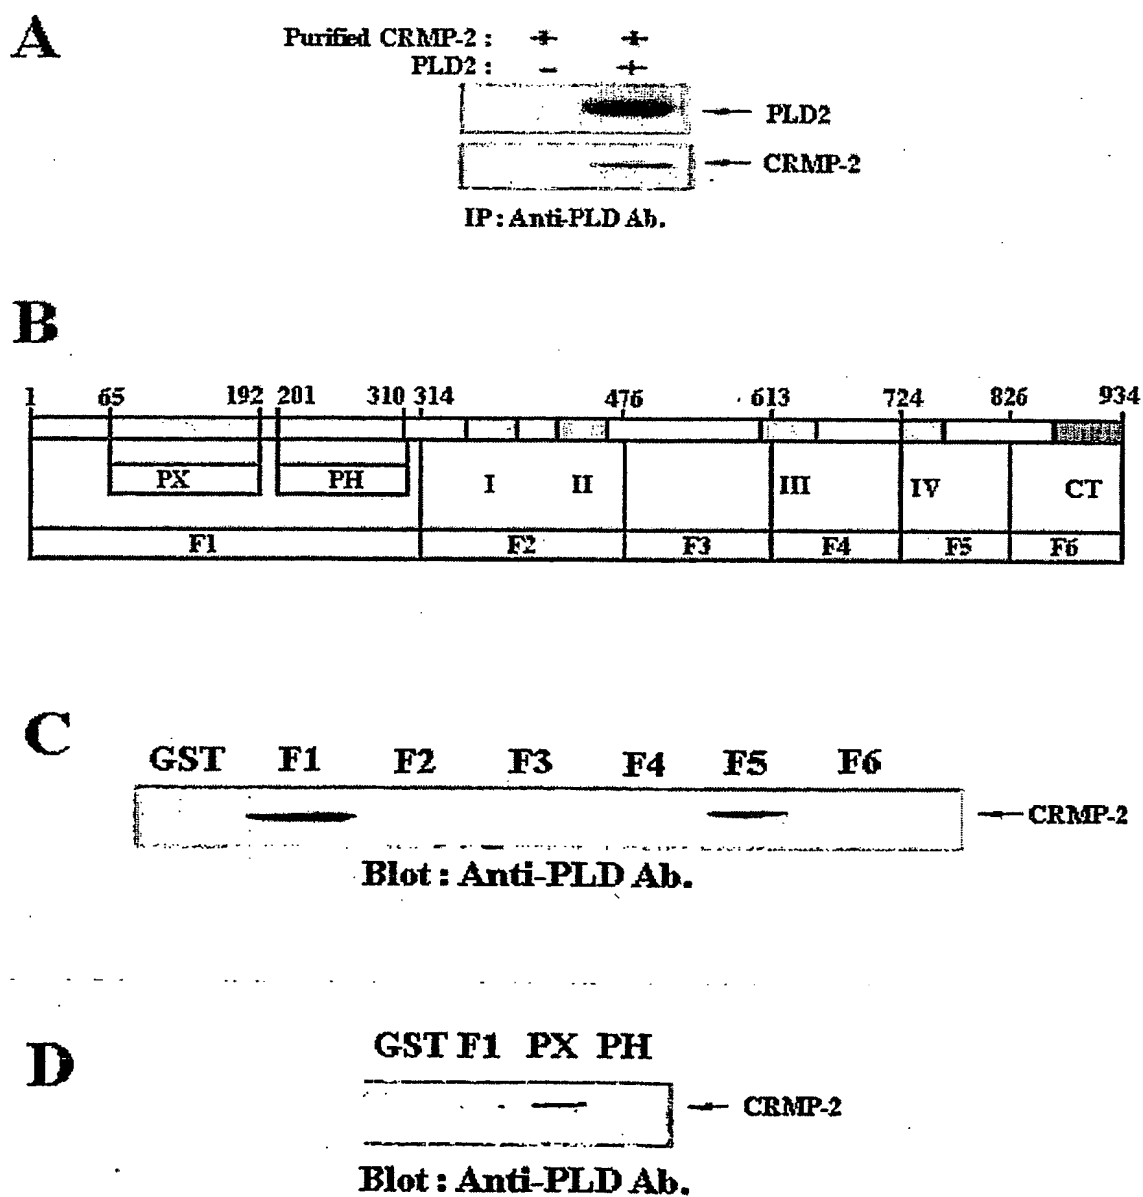 A
Purified CRMP-2 : + +
PLD2 : - +
PLD2
CRMP-2
IP : Anti-PLD Ab.
B
1 65 192 201 310 314 476 613 724 826 934
PX PH I II III IV CT
F1 F2 F3 F4 F5 F6
C
GST F1 F2 F3 F4 F5 F6
CRMP-2
Blot : Anti-PLD Ab.
D
GST F1 PX PH
CRMP-2
Blot : Anti-PLD Ab.